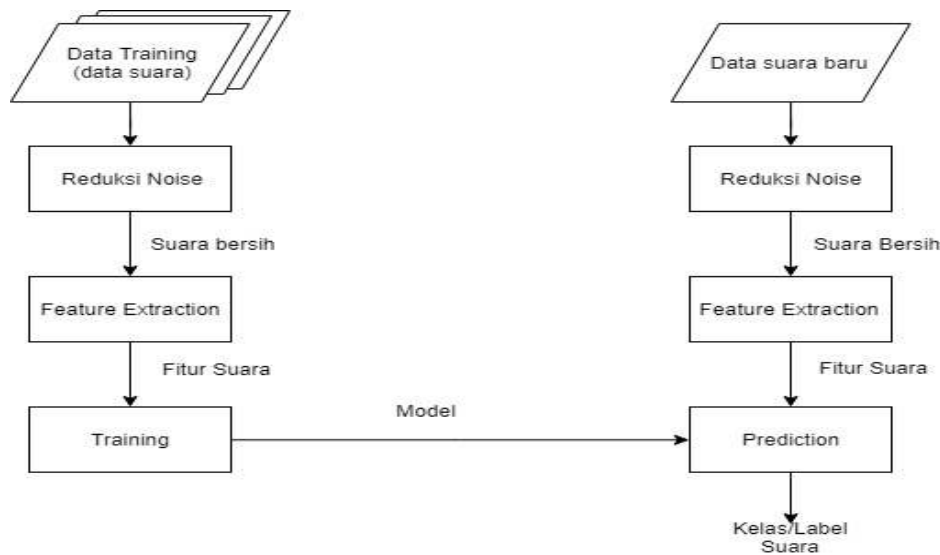 Data Training
(data suara)
Reduksi Noise
Suara bersih
Feature Extraction
Fitur Suara
Training
Model
Data suara baru
Reduksi Noise
Suara Bersih
Feature Extraction
Fitur Suara
Prediction
Kelas/Label
Suara